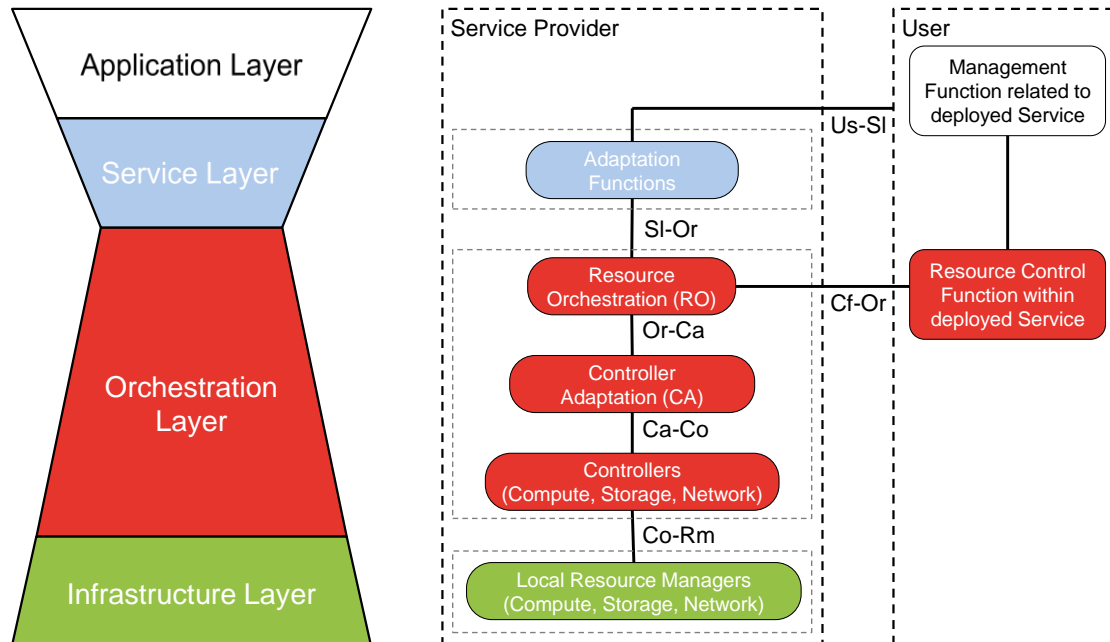 Application Layer
Service Layer
Orchestration
Layer
Infrastructure Layer
Service Provider
Adaptation
Functions
Sl-Or
Resource
Orchestration (RO)
Or-Ca
Controller
Adaptation (CA)
Ca-Co
Controllers
(Compute, Storage, Network)
Co-Rm
Local Resource Managers
(Compute, Storage, Network)
Us-Sl
Cf-Or
User
Management
Function related to
deployed Service
Resource Control
Function within
deployed Service